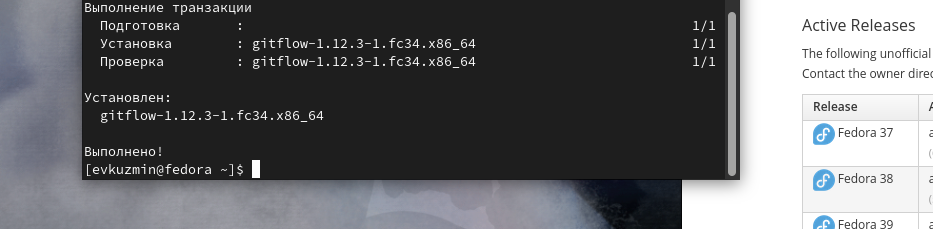 Выполнение транзакции
Подготовка : 1/1
Установка : gitflow-1.12.3-1.fc34.x86_64 1/1
Проверка : gitflow-1.12.3-1.fc34.x86_64 1/1
Установлен:
gitflow-1.12.3-1.fc34.x86_64
Выполнено!
[evkuzmin@fedora ~]$
Active Releases
The following unofficial
Contact the owner
Release
Fedora 37
Fedora 38
Fedora 39